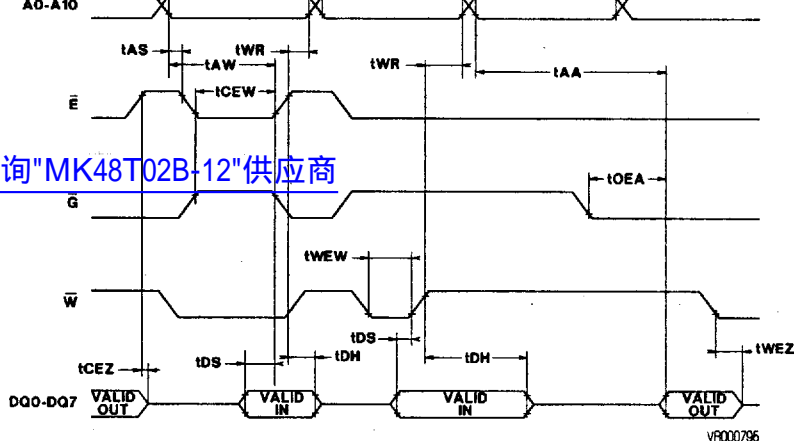 A0-A10
tAS
tWR
tAW
tWR
tAA
tCEW
E̅
询"MK48T02B-12"供应商
tOEA
G̅
tWEW
W̅
tDS
tCEZ
tDS
tDH
tDH
tWEZ
DQ0-DQ7
VALID OUT
VALID IN
VALID IN
VALID OUT
VR000796